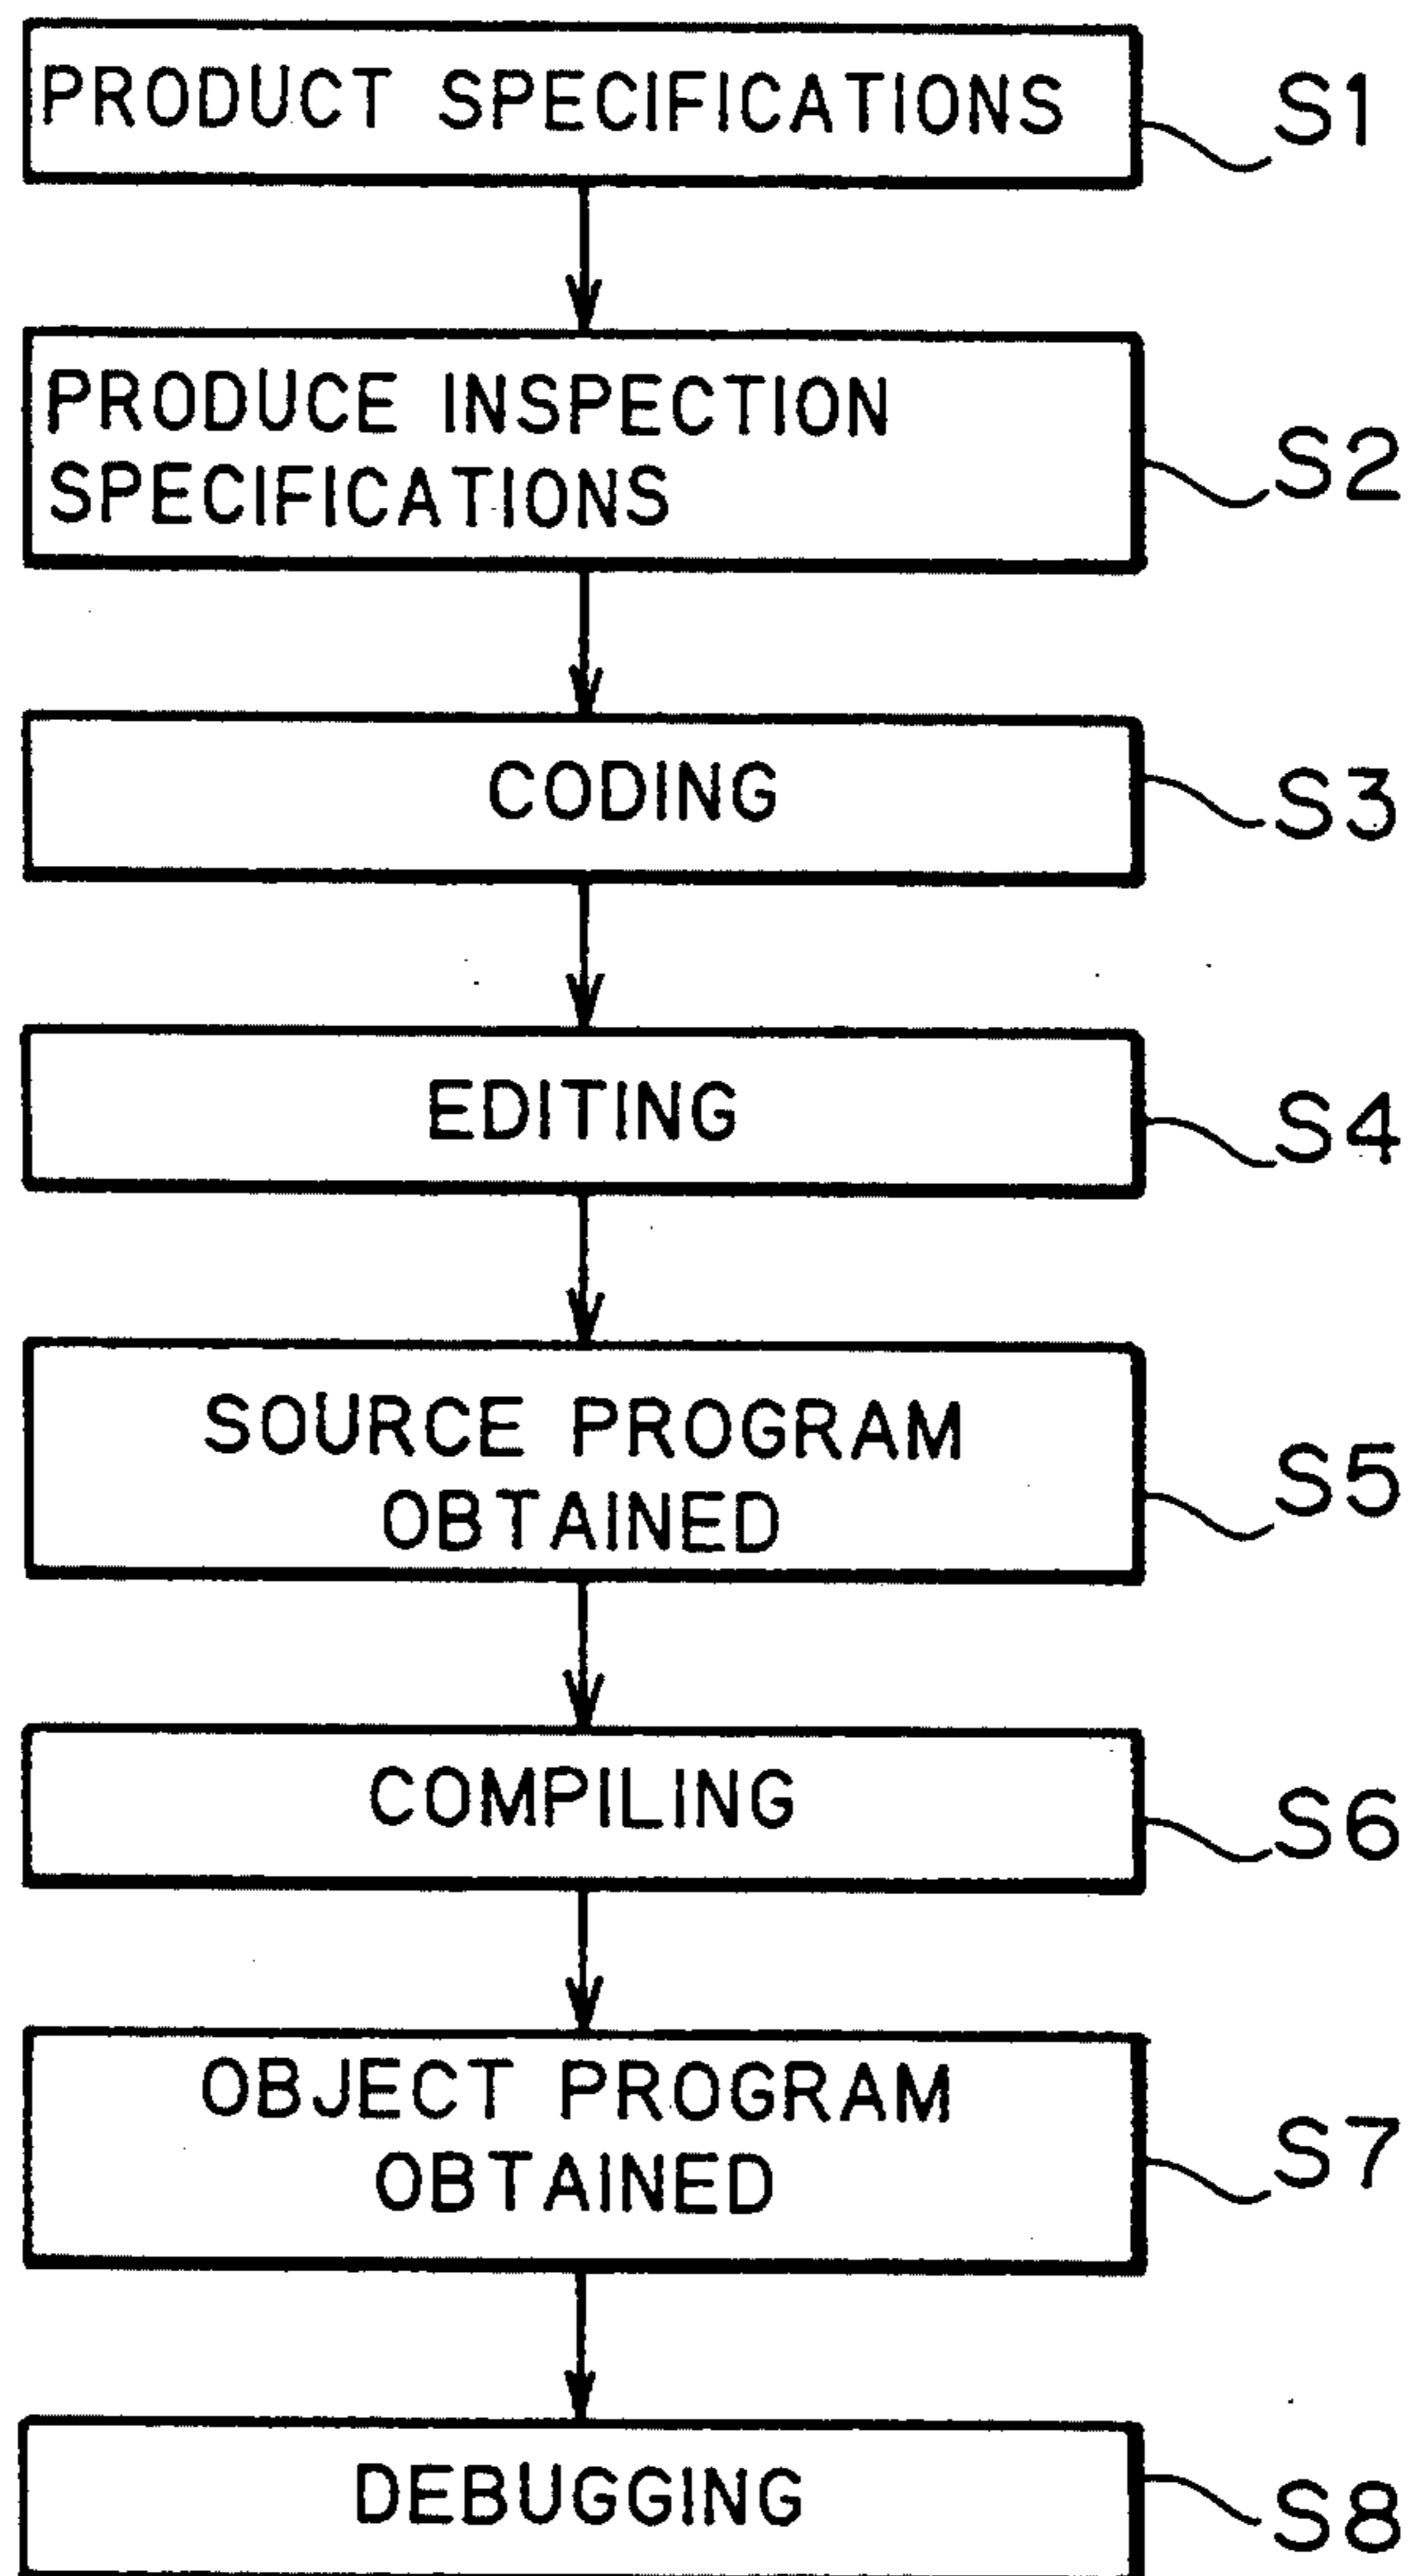 PRODUCT SPECIFICATIONS
S1
PRODUCE INSPECTION
SPECIFICATIONS
S2
CODING
S3
EDITING
S4
SOURCE PROGRAM
OBTAINED
S5
COMPILING
S6
OBJECT PROGRAM
OBTAINED
S7
DEBUGGING
S8